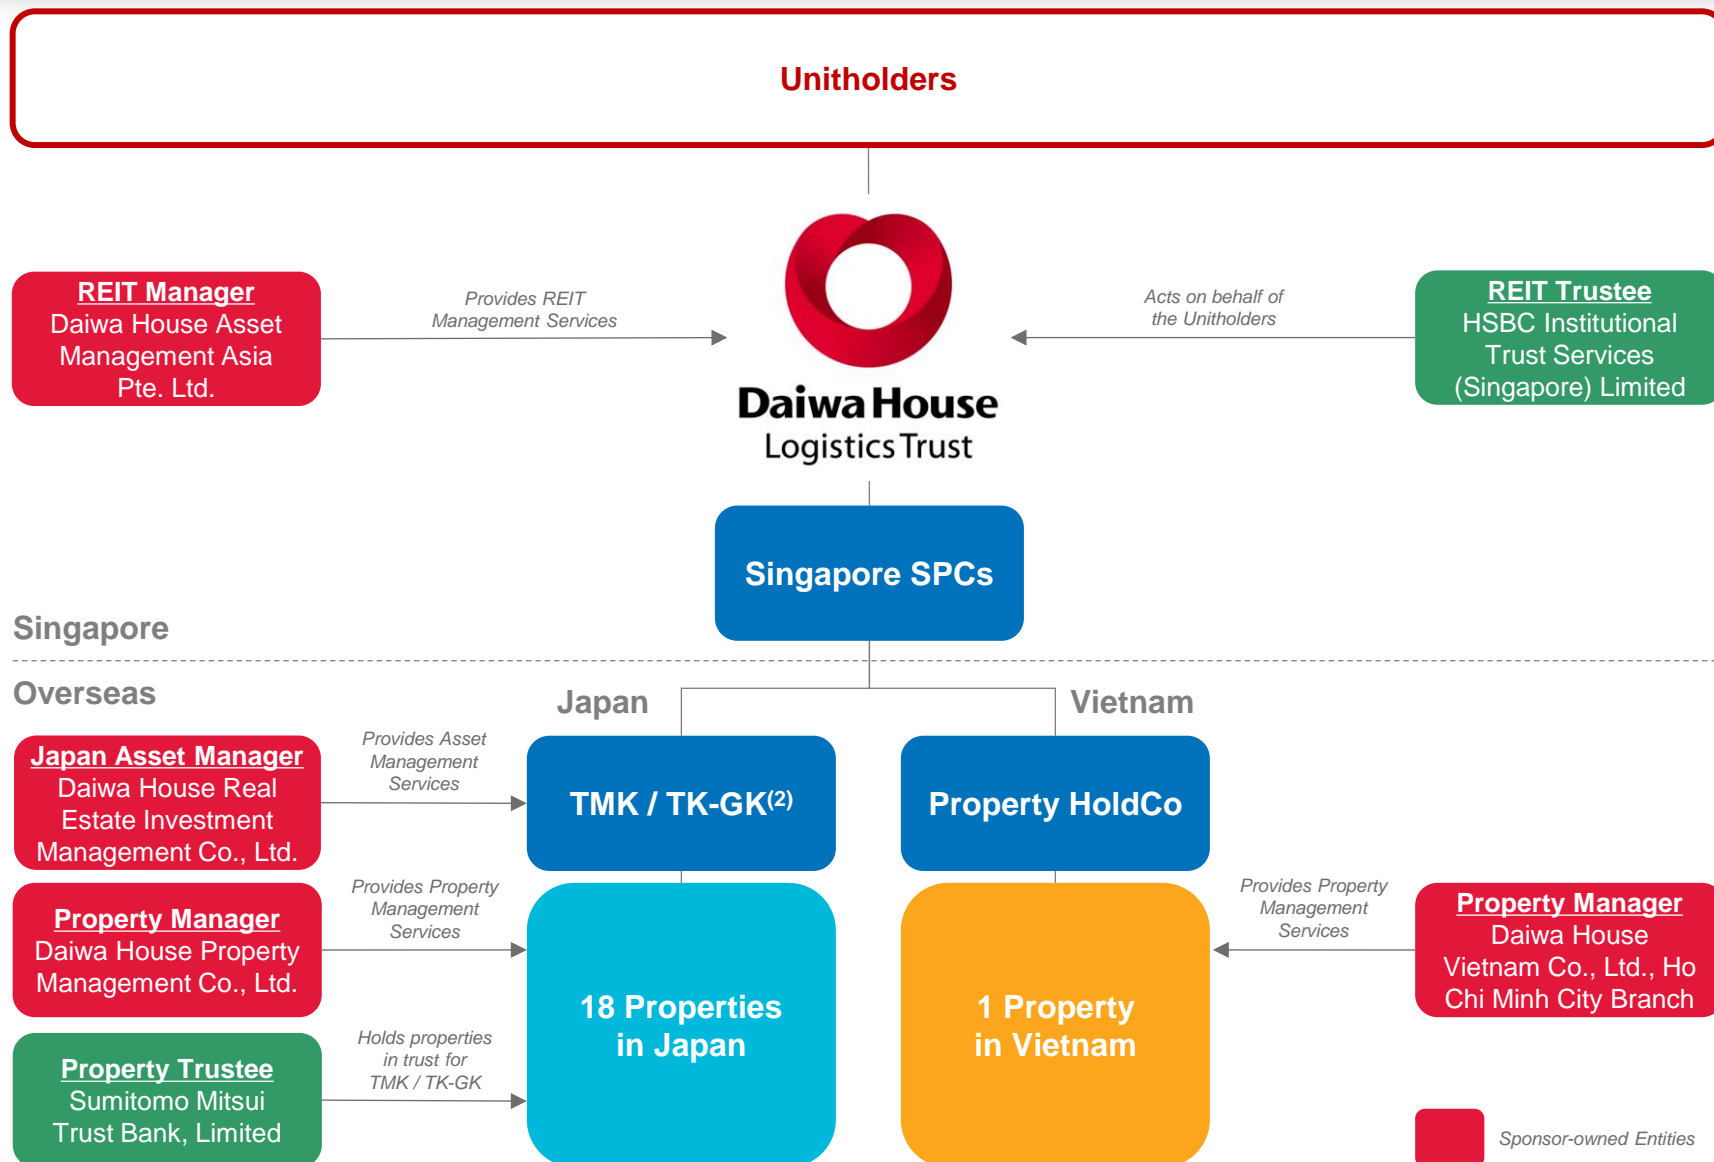 Unitholders
REIT Manager
Daiwa House Asset
Management Asia
Pte. Ltd.
Provides REIT
Management Services
Daiwa House
Logistics Trust
Acts on behalf of
the Unitholders
REIT Trustee
HSBC Institutional
Trust Services
(Singapore) Limited
Singapore SPCs
Singapore
Overseas
Japan
Vietnam
Japan Asset Manager
Daiwa House Real
Estate Investment
Management Co., Ltd.
Provides Asset
Management
Services
TMK / TK-GK(2)
Property HoldCo
Property Manager
Daiwa House Property
Management Co., Ltd.
Provides Property
Management
Services
18 Properties
in Japan
1 Property
in Vietnam
Provides Property
Management
Services
Property Manager
Daiwa House
Vietnam Co., Ltd., Ho
Chi Minh City Branch
Property Trustee
Sumitomo Mitsui
Trust Bank, Limited
Holds properties
in trust for
TMK / TK-GK
Sponsor-owned Entities